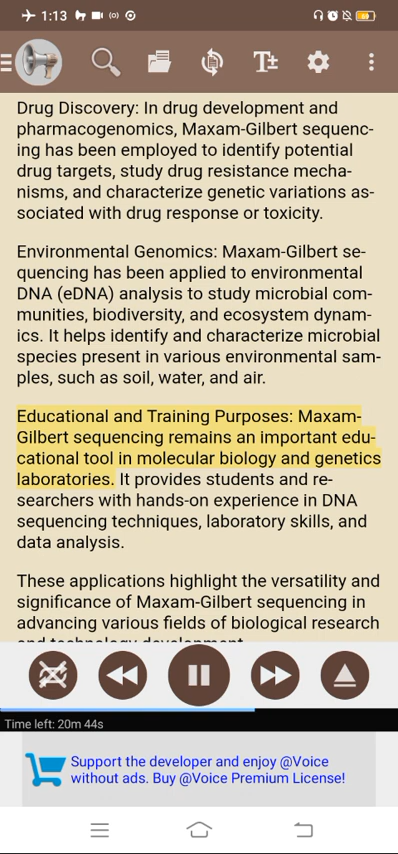 1:13
T±
Drug Discovery: In drug development and
pharmacogenomics, Maxam-Gilbert sequenc-
ing has been employed to identify potential
drug targets, study drug resistance mecha-
nisms, and characterize genetic variations as-
sociated with drug response or toxicity.
Environmental Genomics: Maxam-Gilbert se-
quencing has been applied to environmental
DNA (eDNA) analysis to study microbial com-
munities, biodiversity, and ecosystem dynam-
ics. It helps identify and characterize microbial
species present in various environmental sam-
ples, such as soil, water, and air.
Educational and Training Purposes: Maxam-
Gilbert sequencing remains an important edu-
cational tool in molecular biology and genetics
laboratories. It provides students and re-
searchers with hands-on experience in DNA
sequencing techniques, laboratory skills, and
data analysis.
These applications highlight the versatility and
significance of Maxam-Gilbert sequencing in
advancing various fields of biological research
and technology development.
Time left: 20m 44s
Support the developer and enjoy @Voice
without ads. Buy @Voice Premium License!